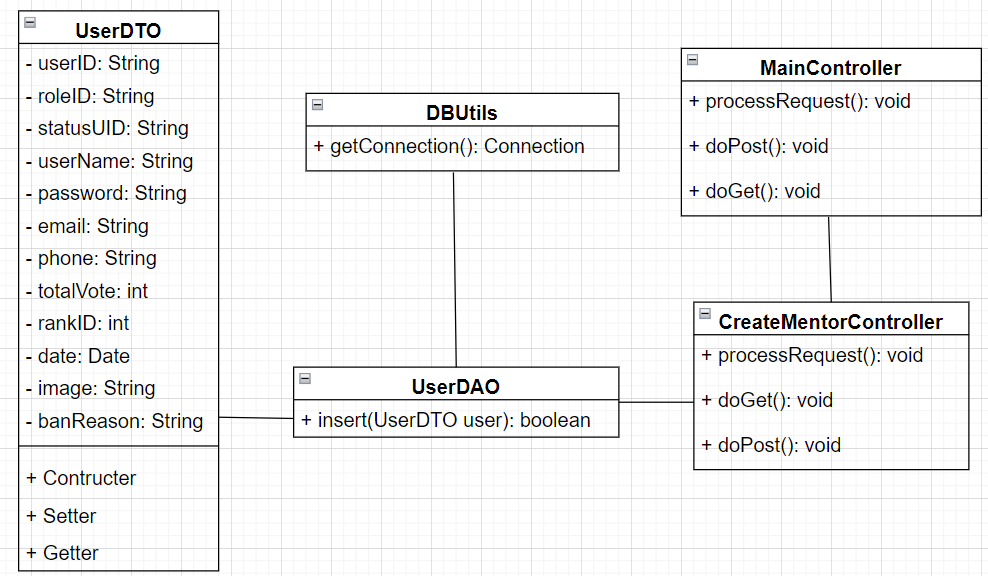 UserDTO
- userID: String
- roleID: String
- statusUID: String
- userName: String
- password: String
- email: String
- phone: String
- totalVote: int
- rankID: int
- date: Date
- image: String
- banReason: String
+ Contructer
+ Setter
+ Getter
DBUtils
+ getConnection(): Connection
UserDAO
+ insert(UserDTO user): boolean
MainController
+ processRequest(): void
+ doPost(): void
+ doGet(): void
CreateMentorController
+ processRequest(): void
+ doGet(): void
+ doPost(): void